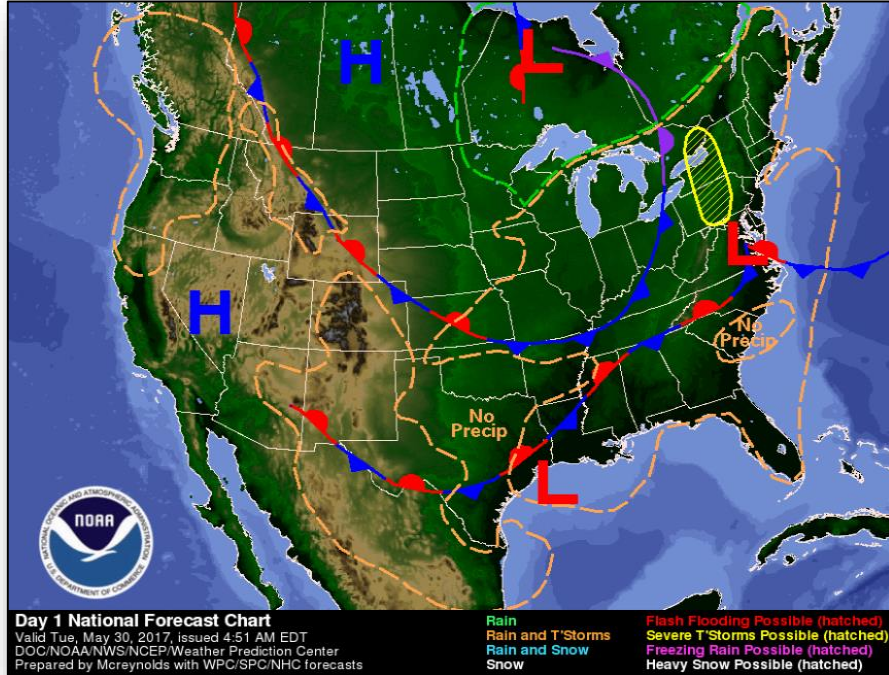 H
L
H
L
No
Precip
No
Precip
L
NOAA
NATIONAL OCEANIC AND ATMOSPHERIC ADMINISTRATION
U.S. DEPARTMENT OF COMMERCE
Day 1 National Forecast Chart
Valid Tue, May 30, 2017, issued 4:51 AM EDT
DOC/NOAA/NWS/NCEP/Weather Prediction Center
Prepared by Mcreynolds with WPC/SPC/NHC forecasts
Rain
Rain and T'Storms
Rain and Snow
Snow
Flash Flooding Possible (hatched)
Severe T'Storms Possible (hatched)
Freezing Rain Possible (hatched)
Heavy Snow Possible (hatched)